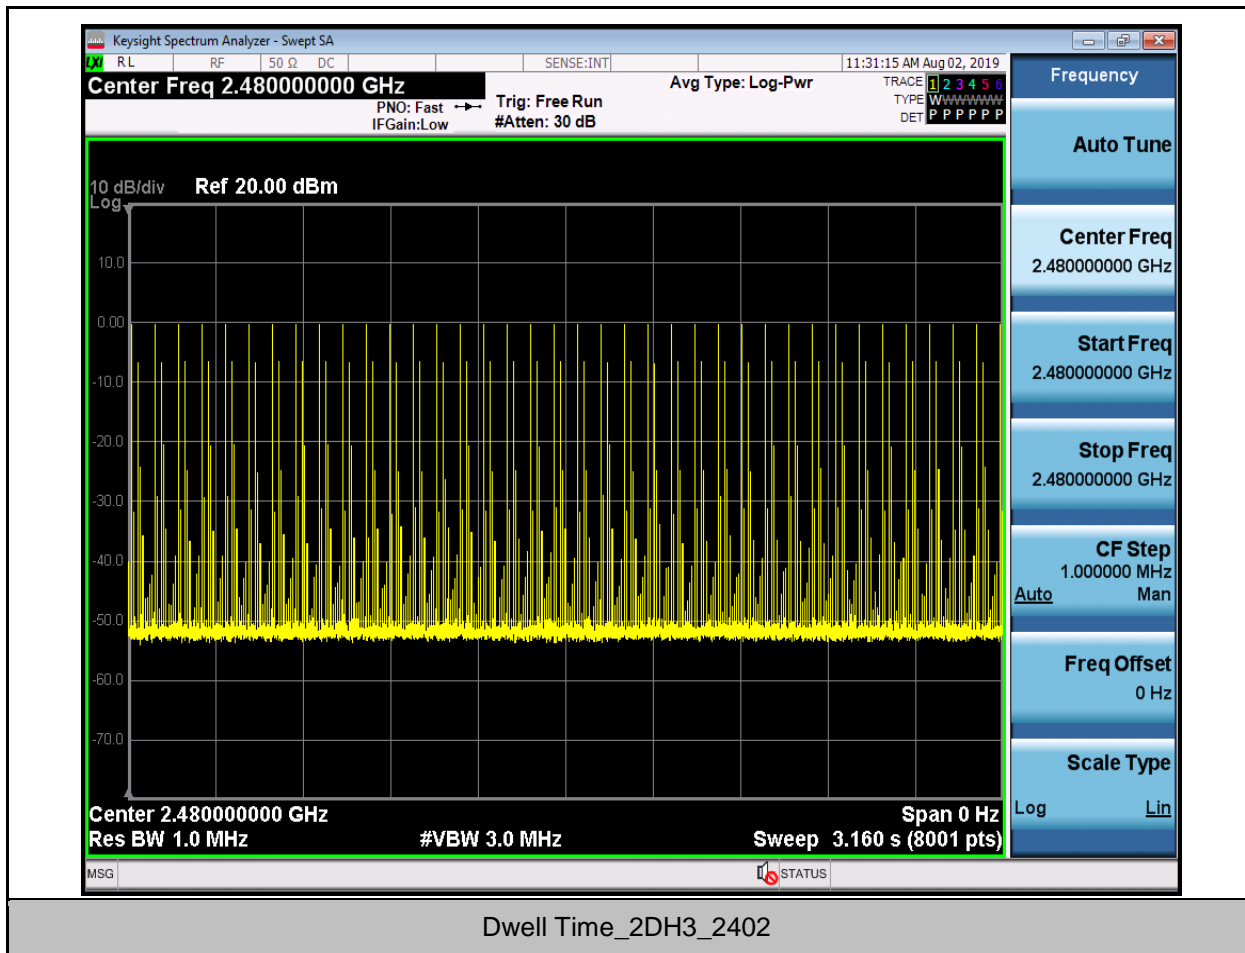 Keysight Spectrum Analyzer - Swept SA
LXI RL RF 50 Ω DC SENSE:INT 11:31:15 AM Aug 02, 2019
Center Freq 2.480000000 GHz
PNO: Fast
IFGain:Low
Trig: Free Run
#Atten: 30 dB
Avg Type: Log-Pwr
TRACE 1 2 3 4 5 6
TYPE WWWWWW
DET P P P P P P
10 dB/div
Log
Ref 20.00 dBm
10.0
0.00
-10.0
-20.0
-30.0
-40.0
-50.0
-60.0
-70.0
Center 2.480000000 GHz
Span 0 Hz
Res BW 1.0 MHz
#VBW 3.0 MHz
Sweep 3.160 s (8001 pts)
MSG
STATUS
Frequency
Auto Tune
Center Freq
2.480000000 GHz
Start Freq
2.480000000 GHz
Stop Freq
2.480000000 GHz
CF Step
1.000000 MHz
Auto Man
Freq Offset
0 Hz
Scale Type
Log Lin
Dwell Time_2DH3_2402